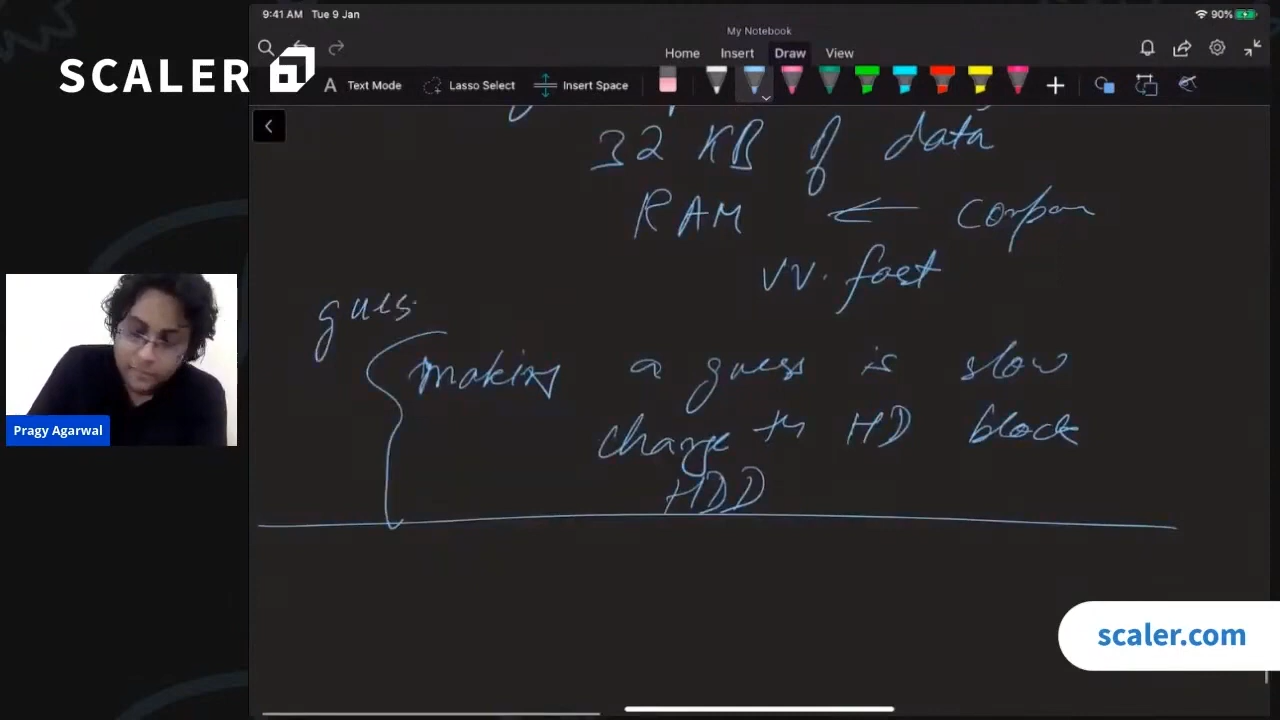 9:41 AM Tue 9 Jan
90%
My Notebook
Home Insert Draw View
SCALER
Text Mode Lasso Select Insert Space
32 KB of data
RAM ← compare
vv. fast
gues
making a guess is slow
change the HD block
HDD
Pragy Agarwal
scaler.com